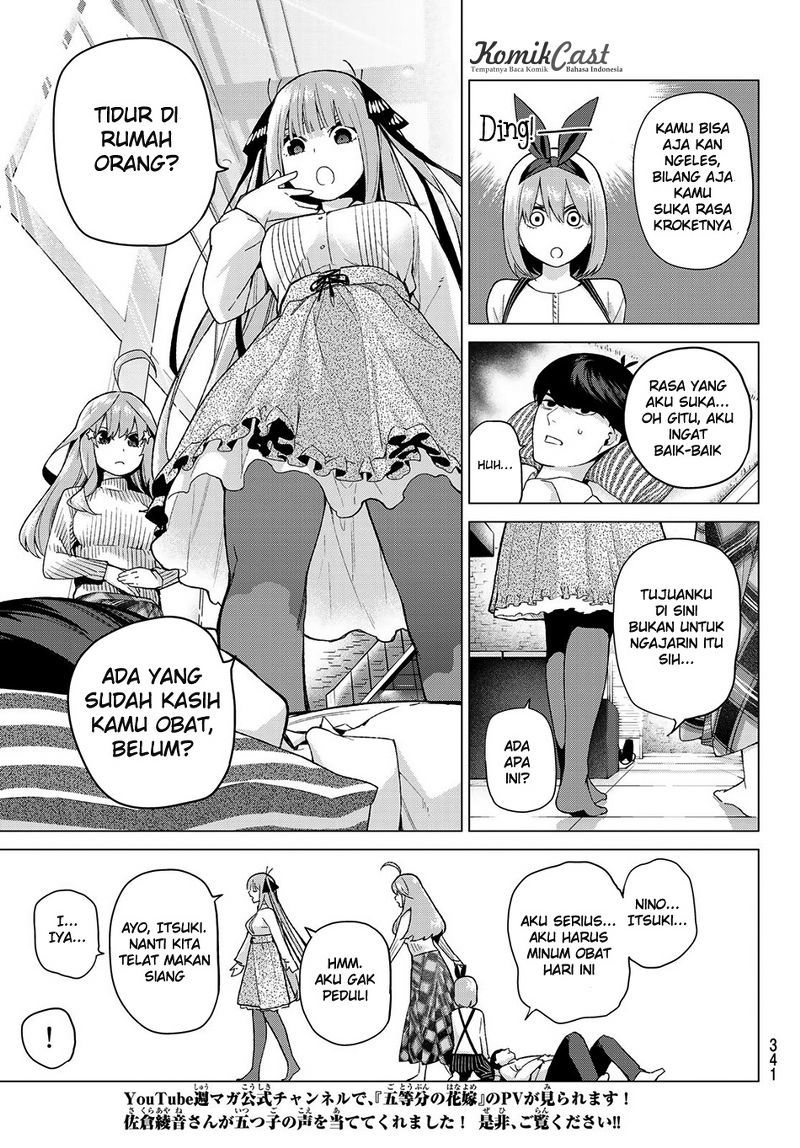 KomikCast
Tempatnya Baca Komik Bahasa Indonesia
Ding!
KAMU BISA
AJA KAN
NGELES,
BILANG AJA
KAMU
SUKA RASA
KROKETNYA
RASA YANG
AKU SUKA...
OH GITU, AKU
INGAT
BAIK-BAIK
HUH...
TUJUANKU
DI SINI
BUKAN UNTUK
NGAJARIN ITU
SIH...
ADA
APA
INI?
TIDUR DI
RUMAH
ORANG?
ADA YANG
SUDAH KASIH
KAMU OBAT,
BELUM?
NINO...
ITSUKI...
AKU SERIUS...
AKU HARUS
MINUM OBAT
HARI INI
HMM.
AKU GAK
PEDULI
AYO, ITSUKI.
NANTI KITA
TELAT MAKAN
SIANG
I...
IYA...
!
341
YouTube週マガ公式チャンネルで、『五等分の花嫁』のPVが見られます!
佐倉綾音さんが五つ子の声を当ててくれました! 是非、ご覧ください!!